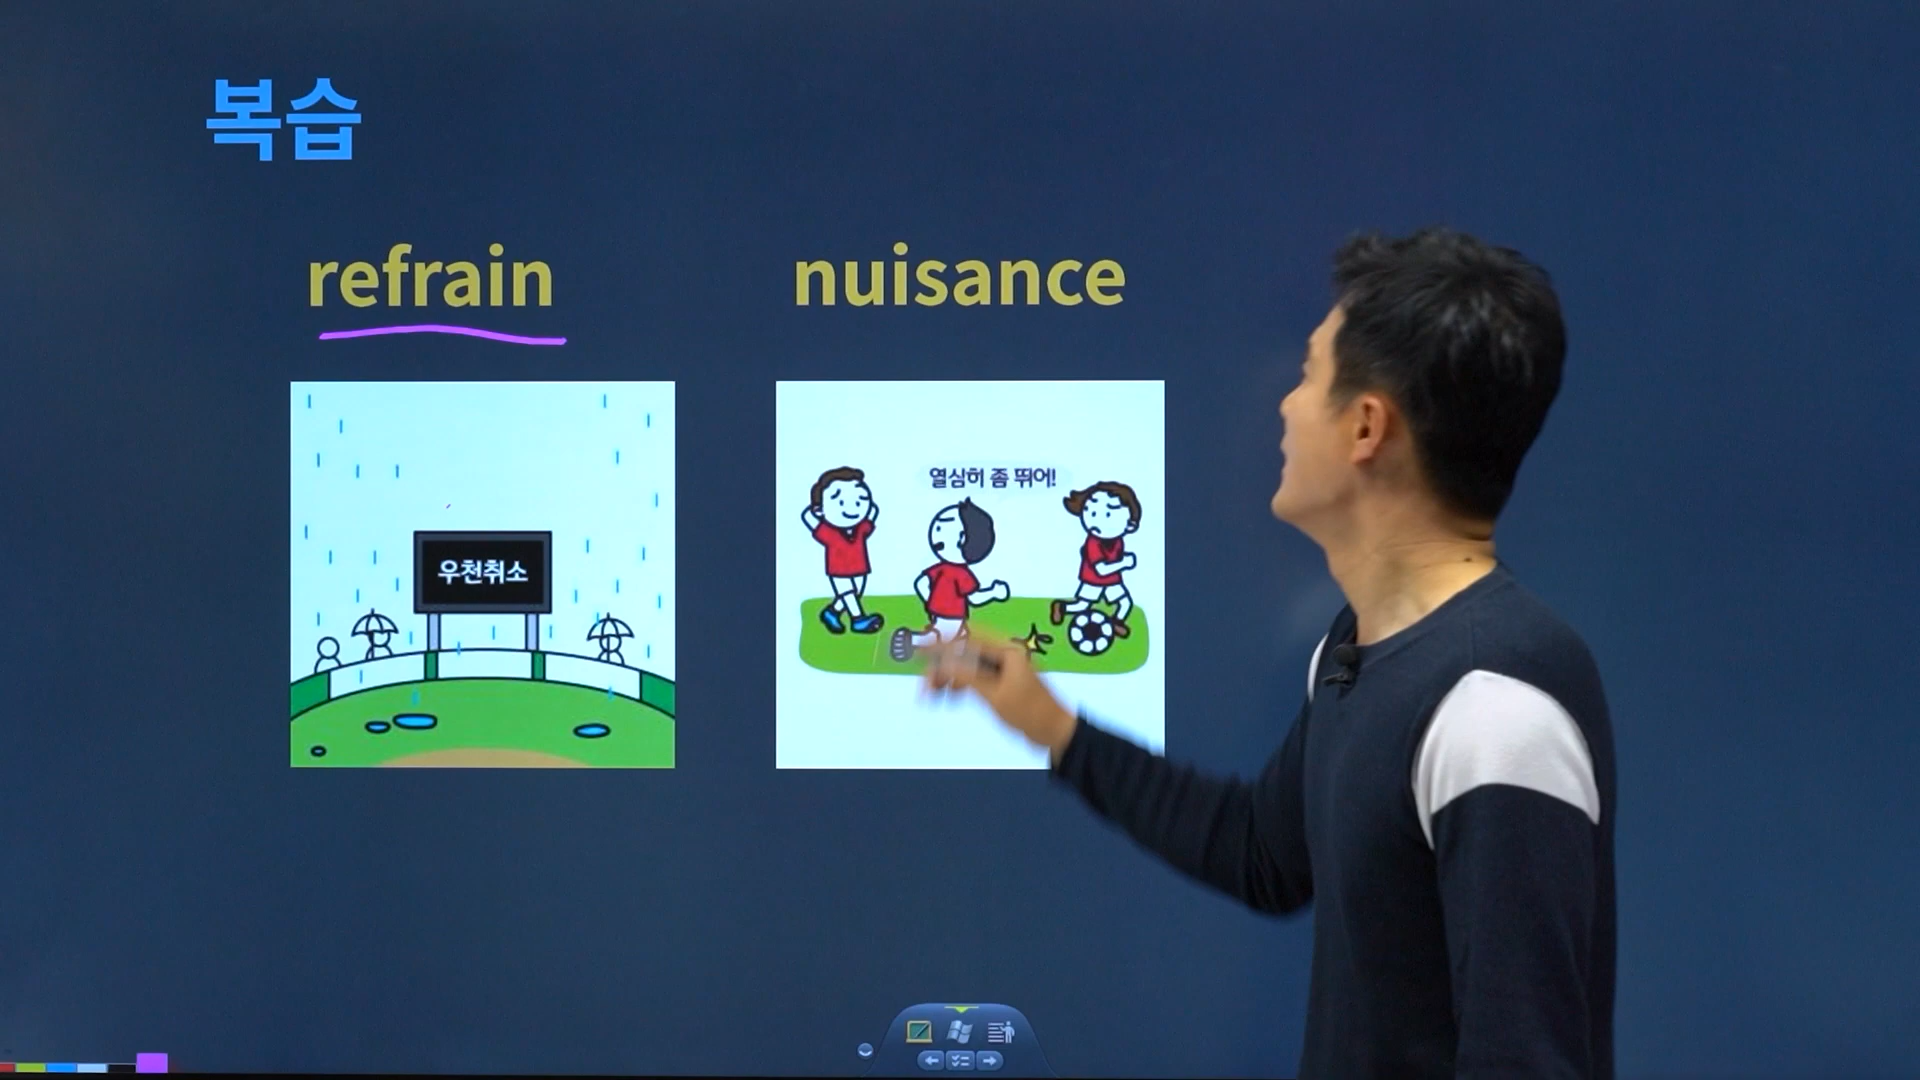 복습
refrain
nuisance
우천취소
열심히 좀 뛰어!